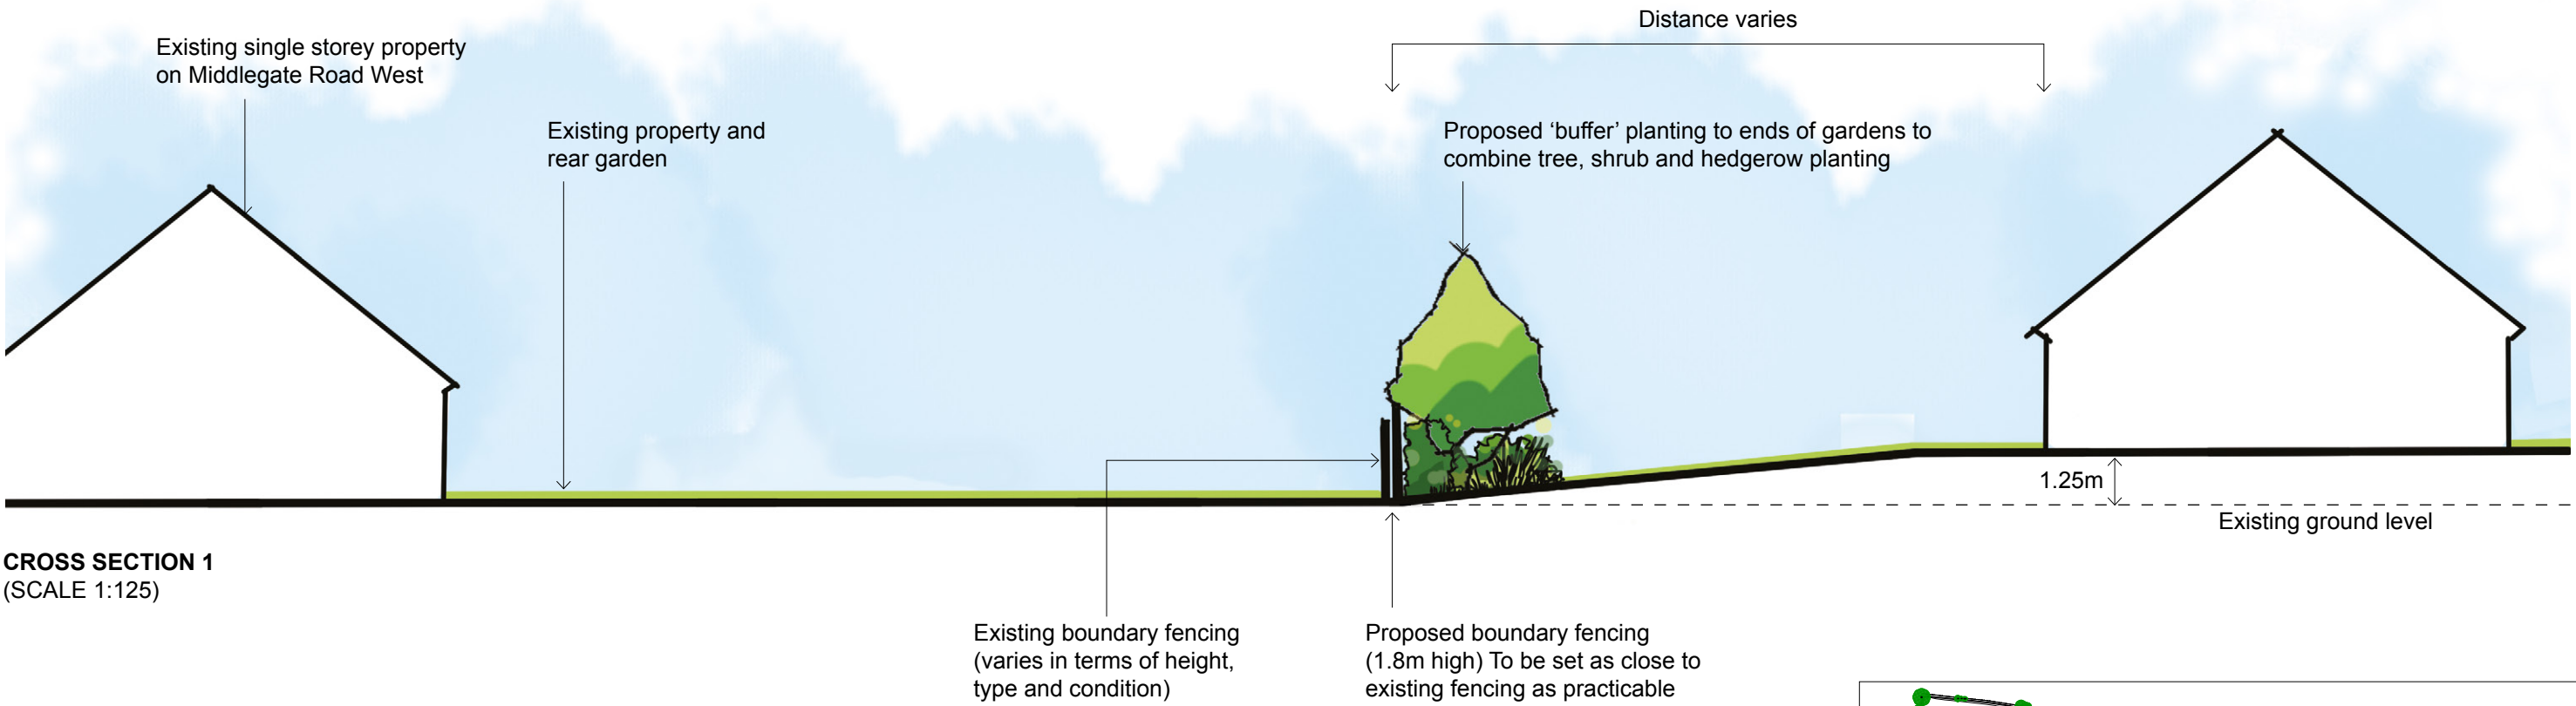 Distance varies
Existing single storey property
on Middlegate Road West
Existing property and
rear garden
Proposed ‘buffer’ planting to ends of gardens to
combine tree, shrub and hedgerow planting
1.25m
Existing ground level
CROSS SECTION 1
(SCALE 1:125)
Existing boundary fencing
(varies in terms of height,
type and condition)
Proposed boundary fencing
(1.8m high) To be set as close to
existing fencing as practicable